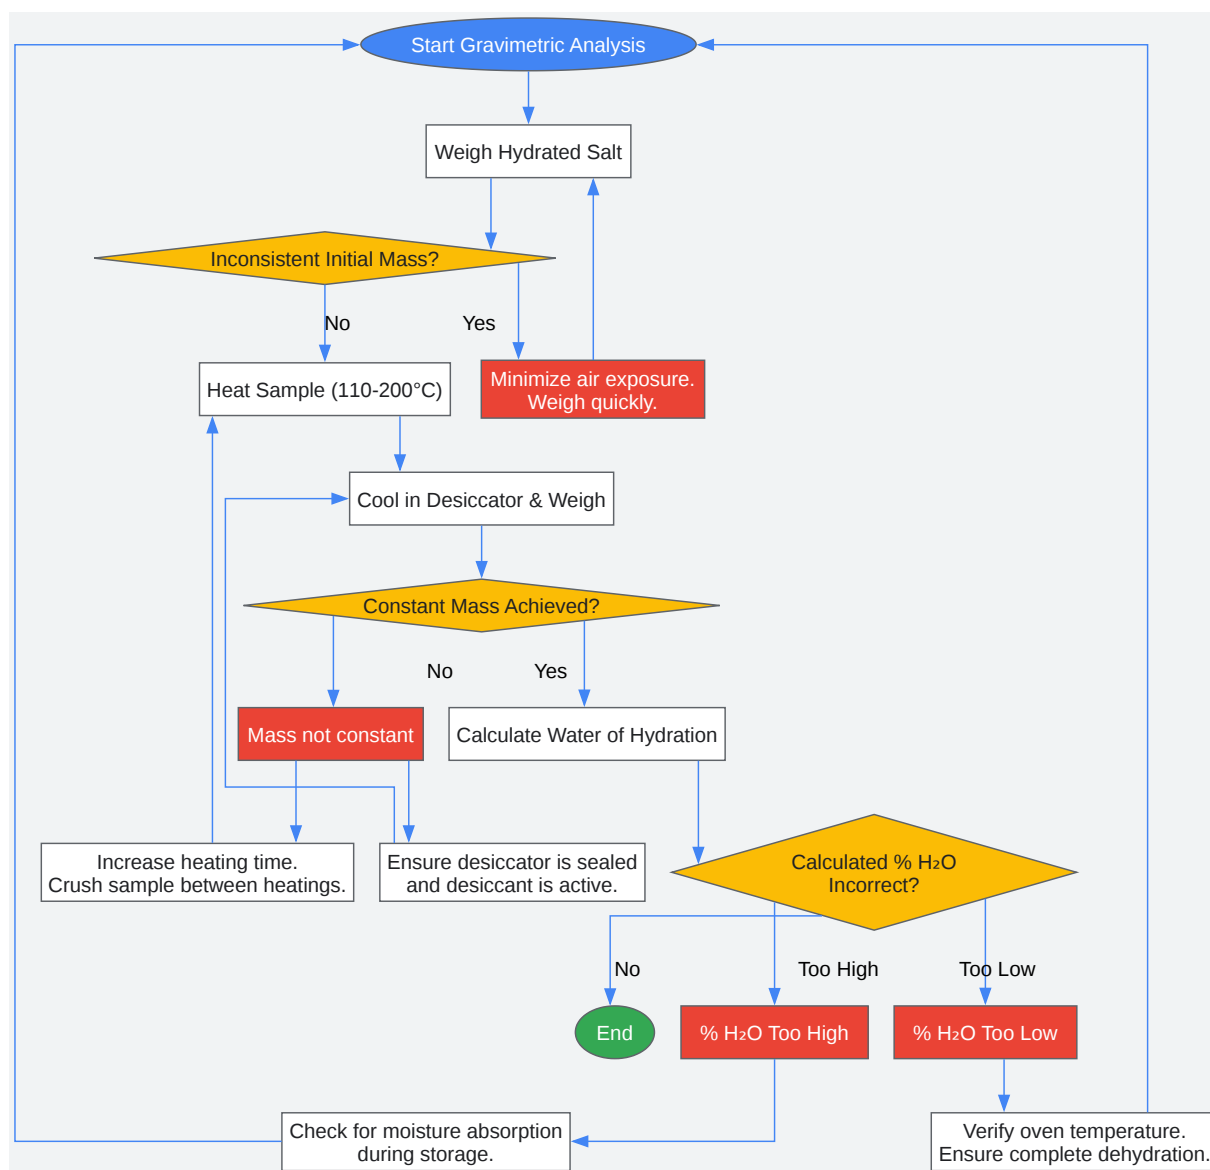 Start Gravimetric Analysis
Weigh Hydrated Salt
Inconsistent Initial Mass?
No
Yes
Heat Sample (110-200°C)
Minimize air exposure.
Weigh quickly.
Cool in Desiccator & Weigh
Constant Mass Achieved?
No
Yes
Mass not constant
Calculate Water of Hydration
Increase heating time.
Crush sample between heatings.
Ensure desiccator is sealed
and desiccant is active.
Calculated % H₂O
Incorrect?
No
Too High
Too Low
End
% H₂O Too High
% H₂O Too Low
Check for moisture absorption
during storage.
Verify oven temperature.
Ensure complete dehydration.